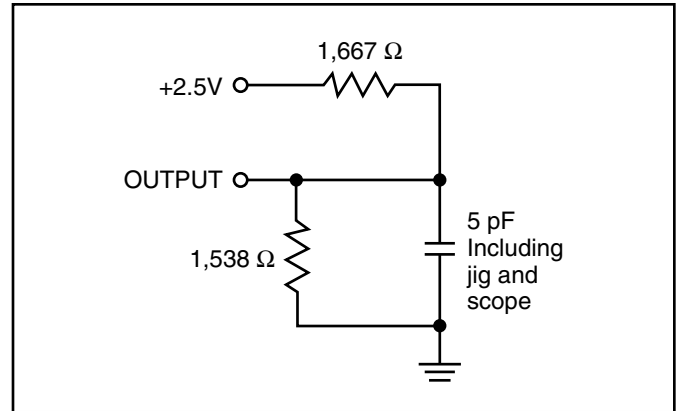 1,667 Ω
+2.5V
OUTPUT
1,538 Ω
5 pF
Including
jig and
scope